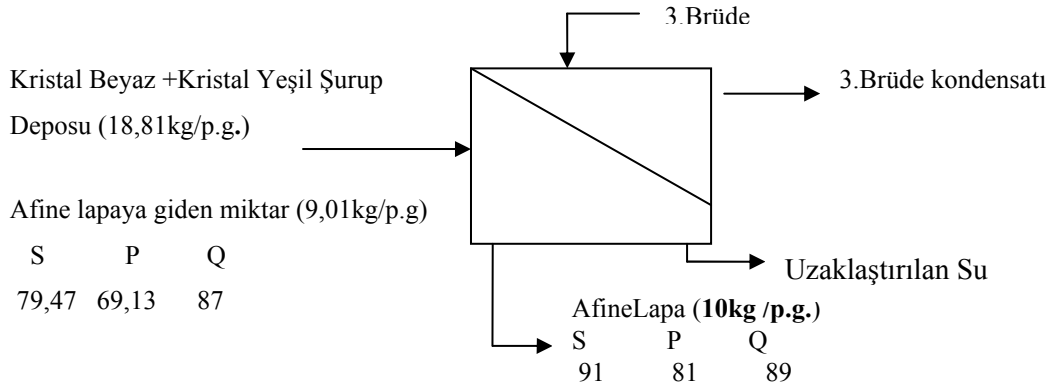 3.Brüde
Kristal Beyaz +Kristal Yeşil Şurup
3.Brüde kondensatı
Deposu (18,81kg/p.g.)
Afine lapaya giden miktar (9,01kg/p.g)
S P Q
79,47 69,13 87
Uzaklaştırılan Su
AfineLapa (10kg /p.g.)
S P Q
91 81 89